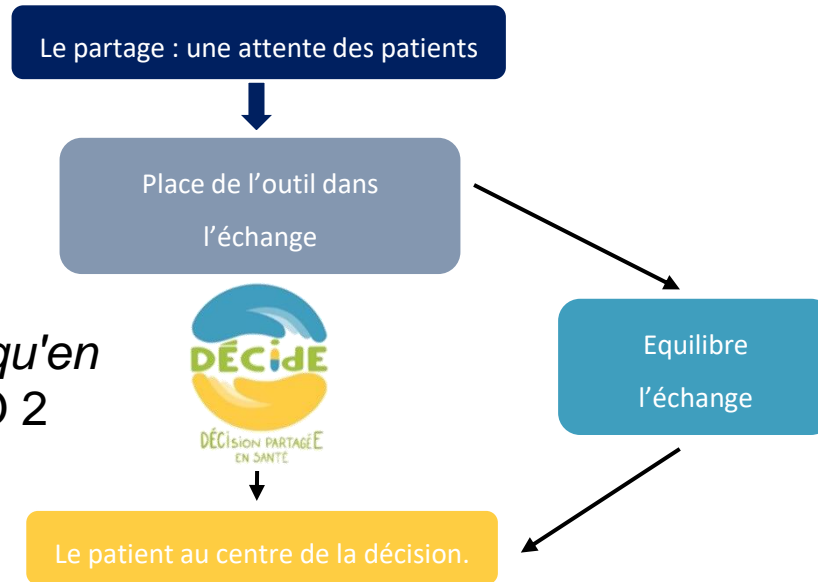 Le partage : une attente des patients
Place de l'outil dans
l'échange
qu'en
2
DÉCidE
DÉCision PARTAGÉE
EN SANTÉ
Equilibre
l'échange
Le patient au centre de la décision.